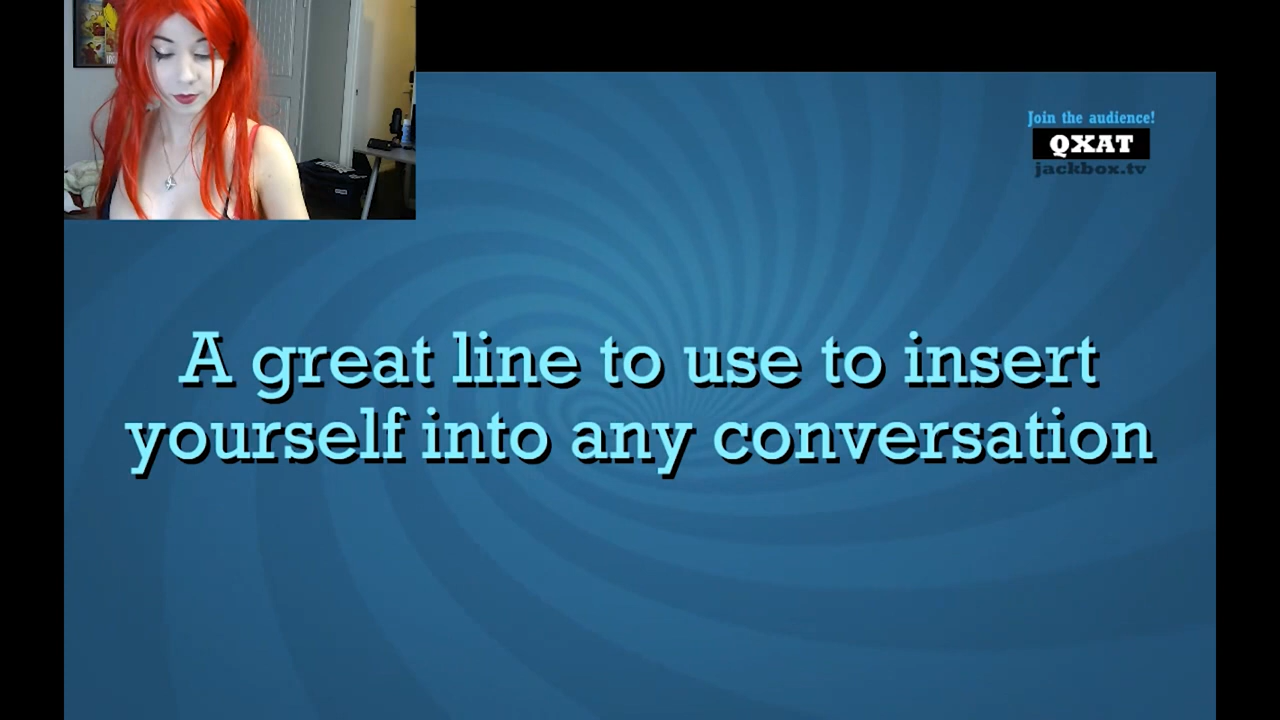 Join the audience!
QXAT
jackbox.tv
A great line to use to insert
yourself into any conversation